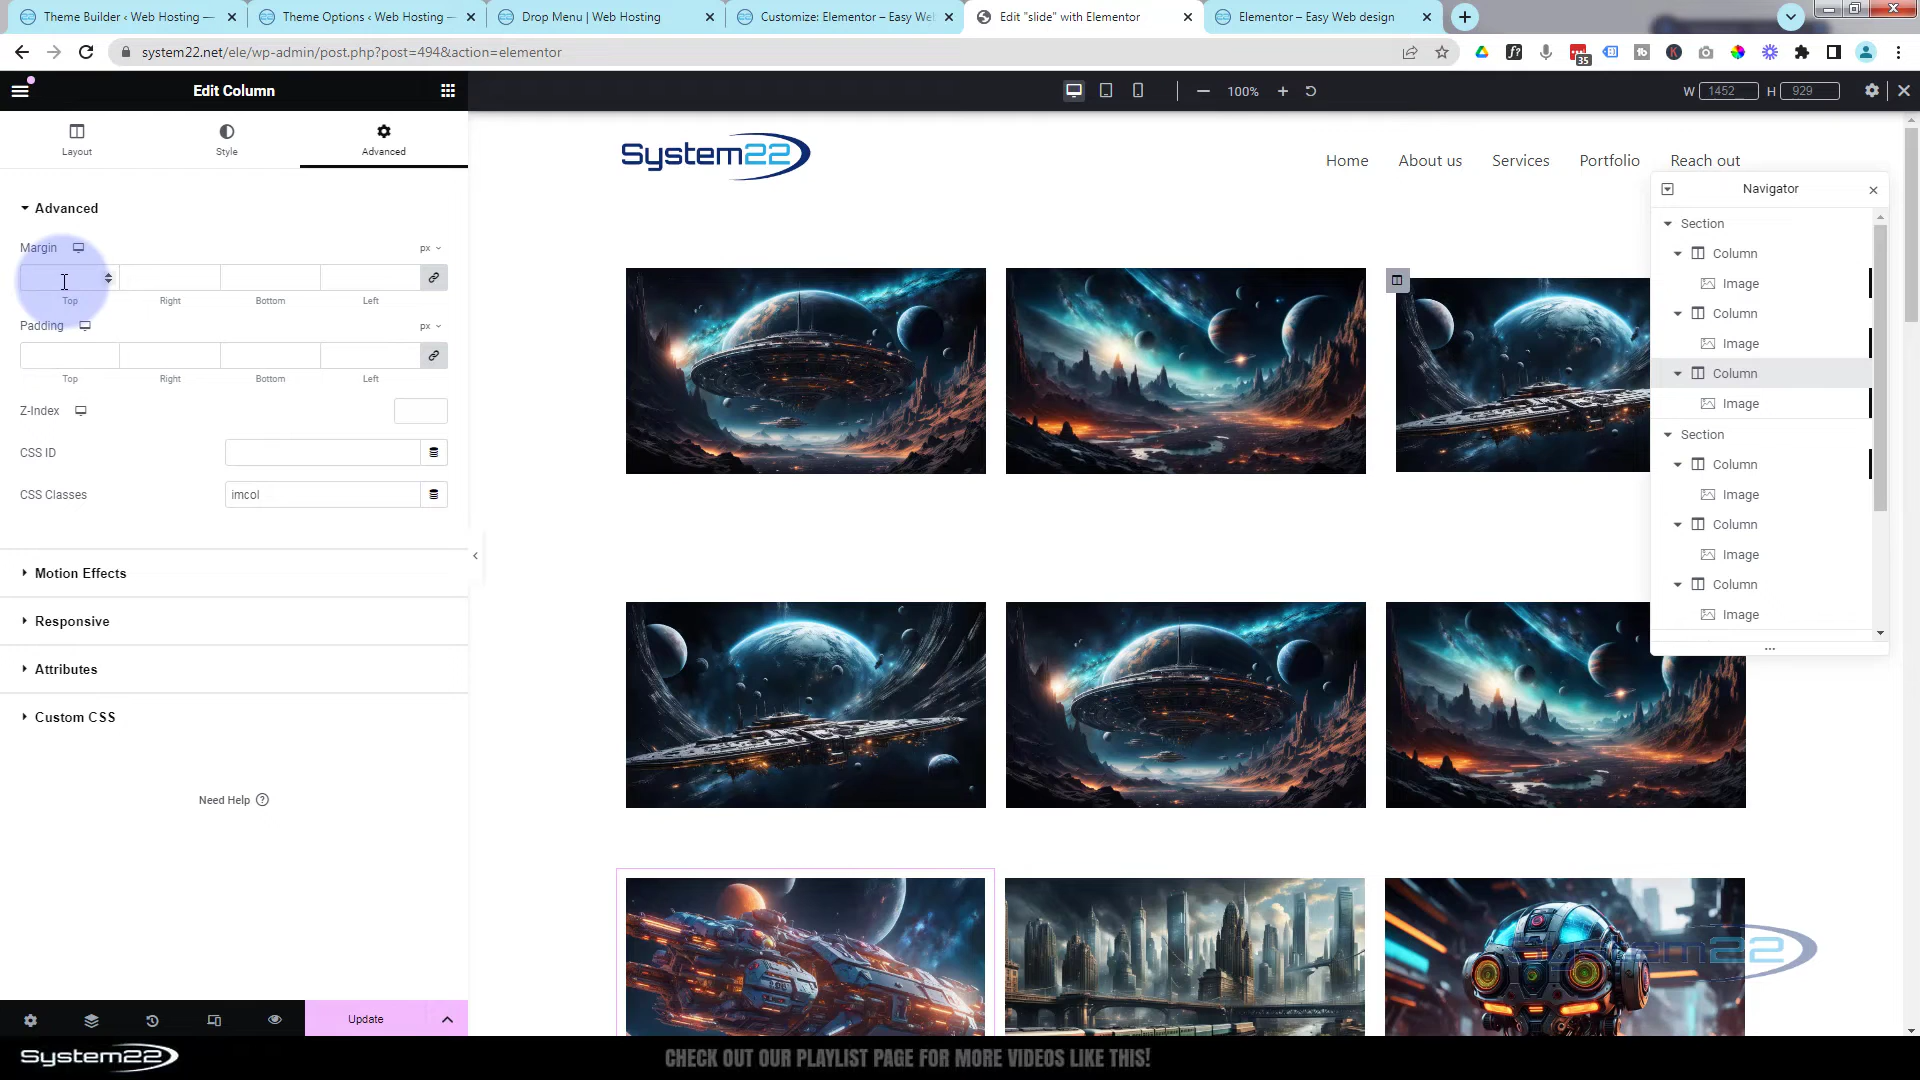 Theme Builder ‹ Web Hosting —
Theme Options ‹ Web Hosting —
Drop Menu | Web Hosting
Customize: Elementor – Easy Web
Edit "slide" with Elementor
Elementor – Easy Web design
system22.net/ele/wp-admin/post.php?post=494&action=elementor
35
Edit Column
100%
W 1452
H 929
Layout
Style
Advanced
System22
Home
About us
Services
Portfolio
Reach out
Advanced
Margin
px
Top
Right
Bottom
Left
Padding
px
Top
Right
Bottom
Left
Z-Index
CSS ID
CSS Classes
imcol
Motion Effects
Responsive
Attributes
Custom CSS
Need Help
Update
Navigator
Section
Column
Image
Column
Image
Column
Image
Section
Column
Image
Column
Image
Column
Image
System22
System22
CHECK OUT OUR PLAYLIST PAGE FOR MORE VIDEOS LIKE THIS!